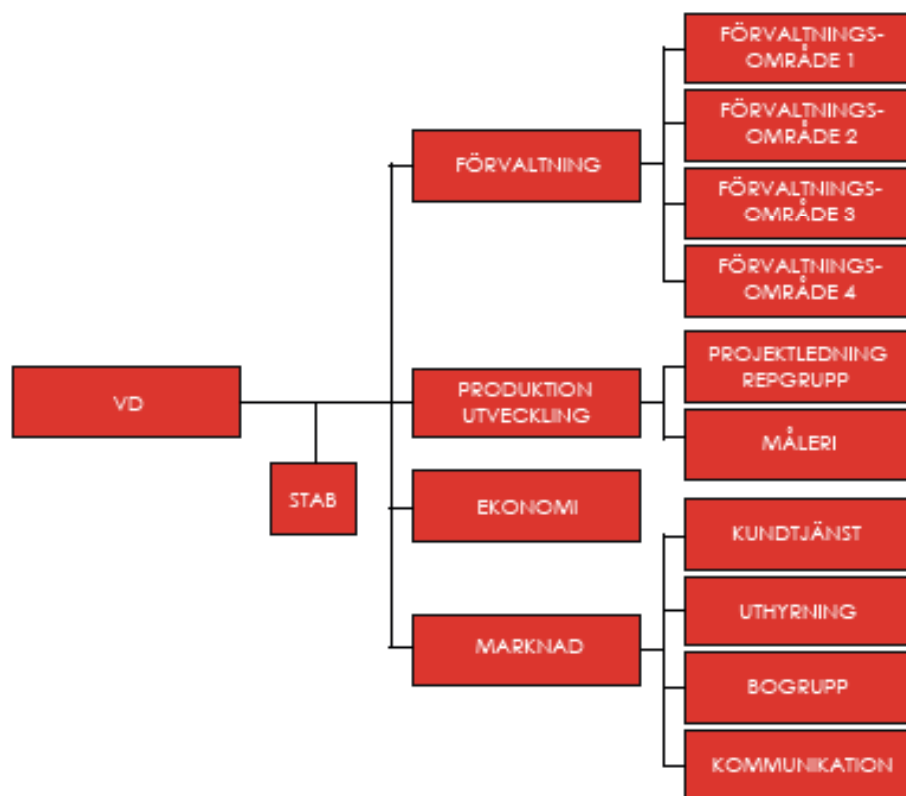 VD
STAB
FÖRVALTNING
FÖRVALTNINGS-
OMRÅDE 1
FÖRVALTNINGS-
OMRÅDE 2
FÖRVALTNINGS-
OMRÅDE 3
FÖRVALTNINGS-
OMRÅDE 4
PRODUKTION
UTVECKLING
PROJEKTLEDNING
REPGRUPP
MÅLERI
EKONOMI
MARKNAD
KUNDTJÄNST
UTHYRNING
BOGRUPP
KOMMUNIKATION